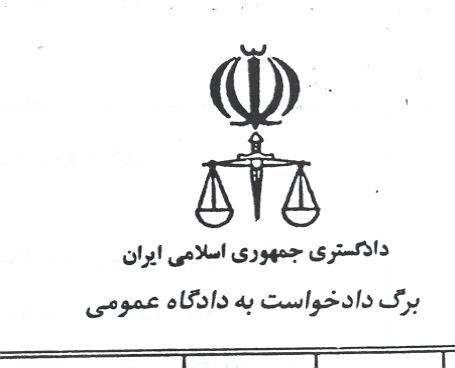 دادگستری جمهوری اسلامی ایران
برگ دادخواست به دادگاه عمومی